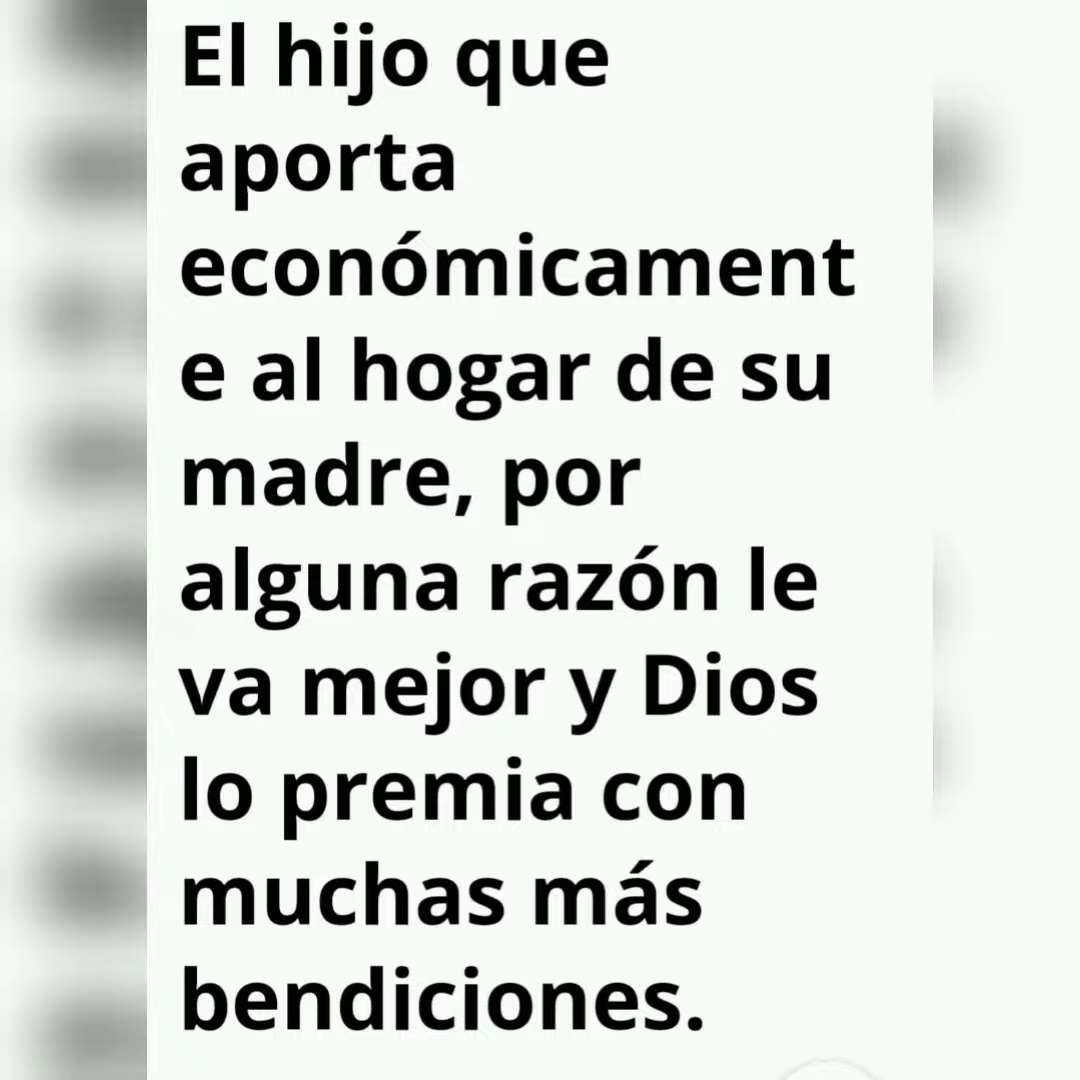 El hijo que
aporta
económicament
e al hogar de su
madre, por
alguna razón le
va mejor y Dios
lo premia con
muchas más
bendiciones.